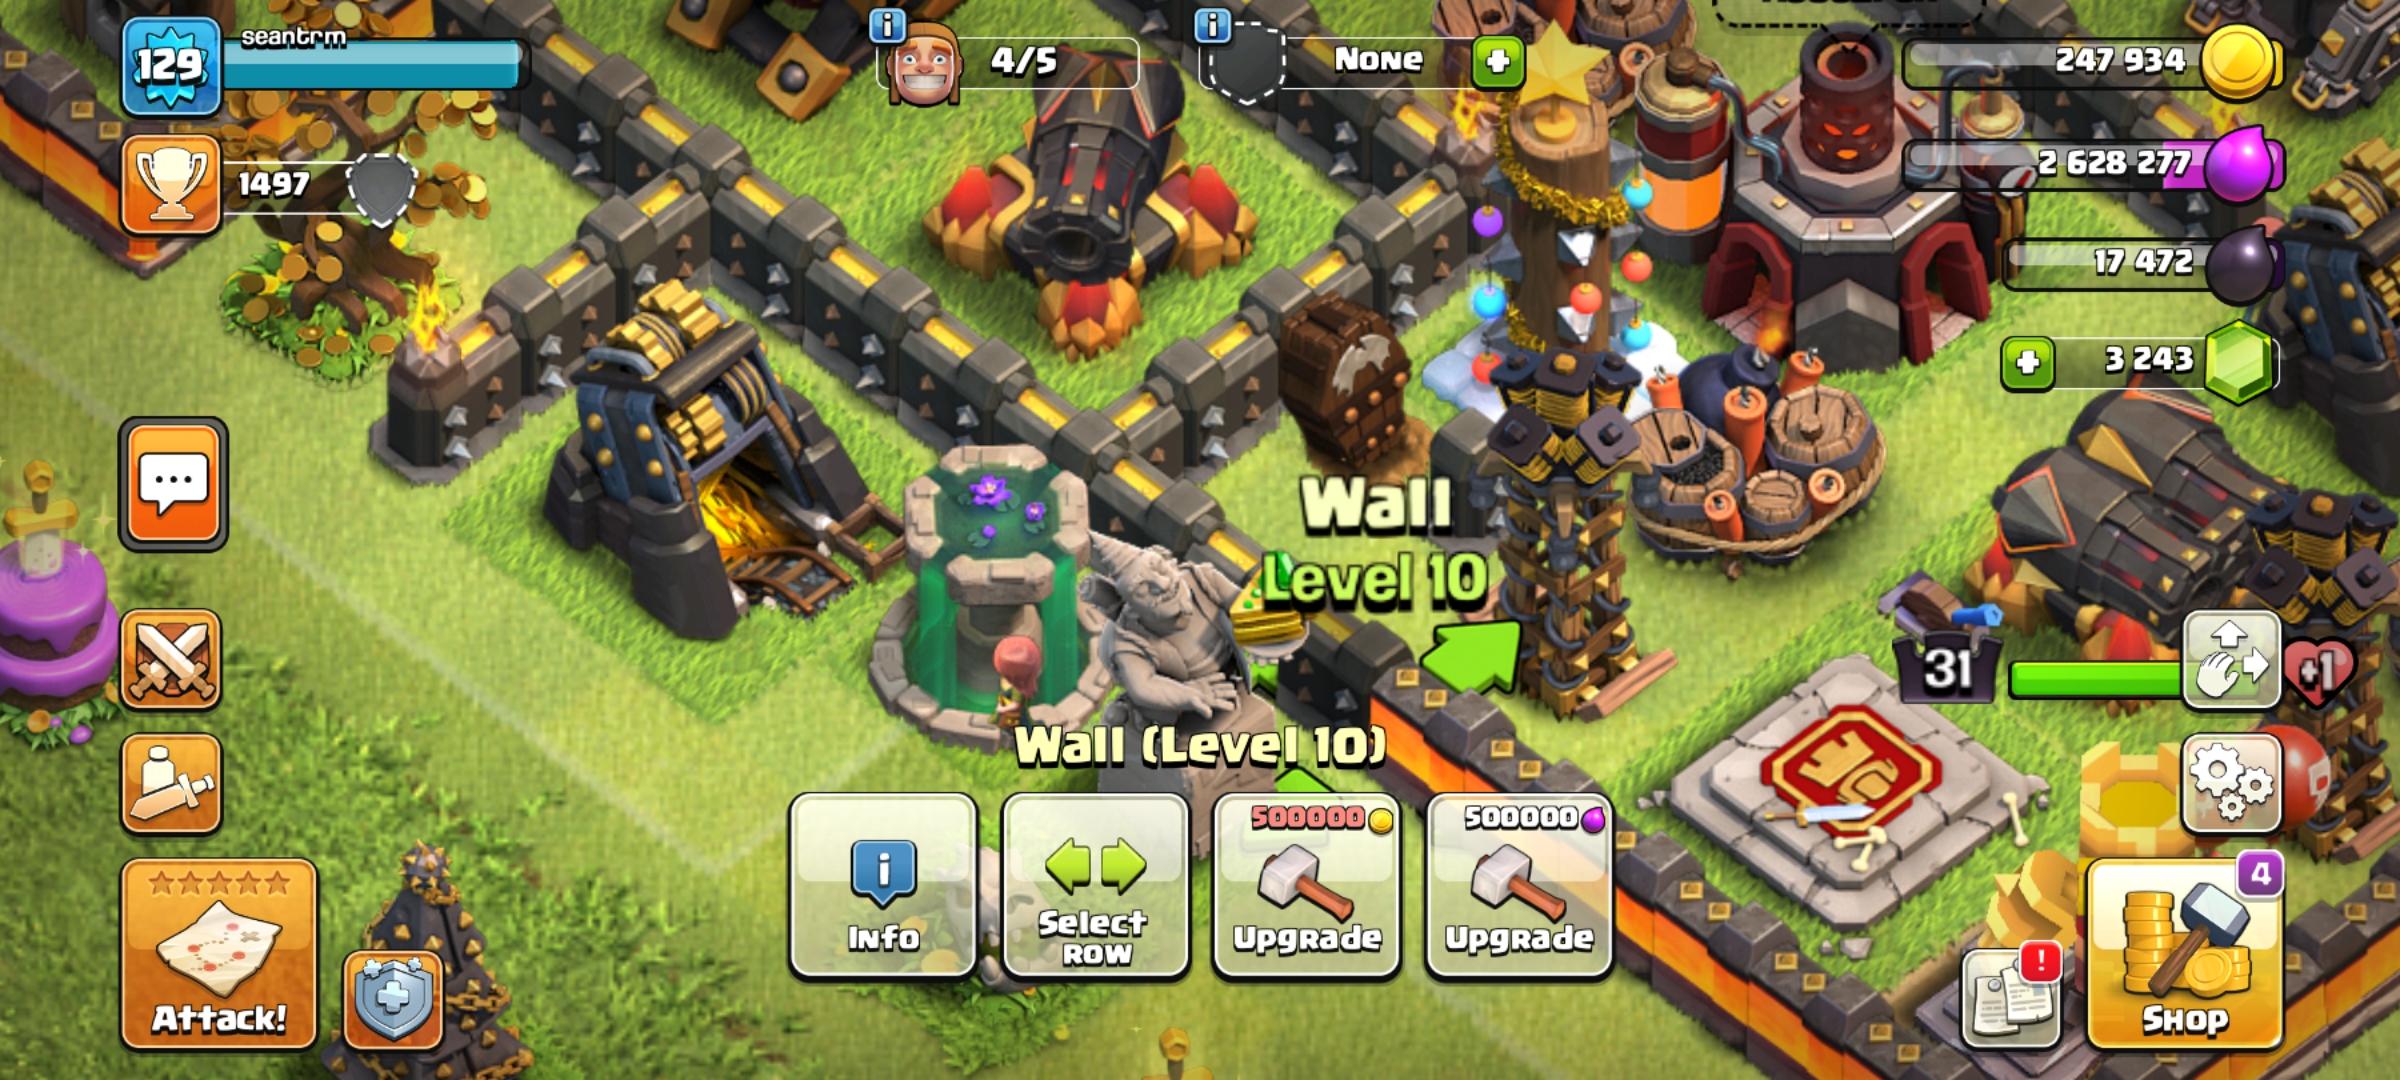 129
seantrm
4/5
None
247 934
1497
2 628 277
17 472
3 243
Wall
Level 10
31
+1
Wall (Level 10)
Info
Select
Row
500000
Upgrade
500000
Upgrade
Attack!
4
!
Shop